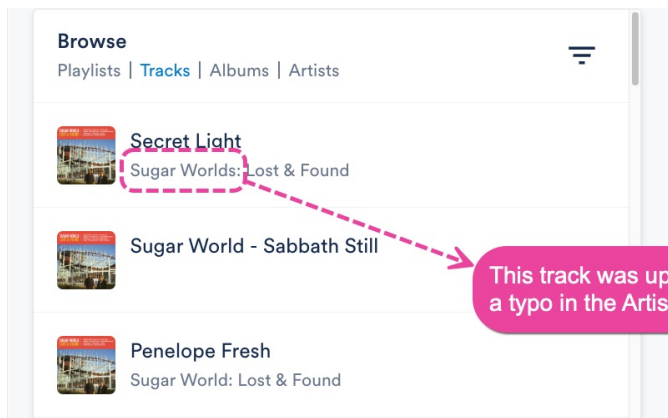 Browse
Playlists | Tracks | Albums | Artists
Secret Light
Sugar Worlds: Lost & Found
Sugar World - Sabbath Still
This track was up
a typo in the Artis
Penelope Fresh
Sugar World: Lost & Found